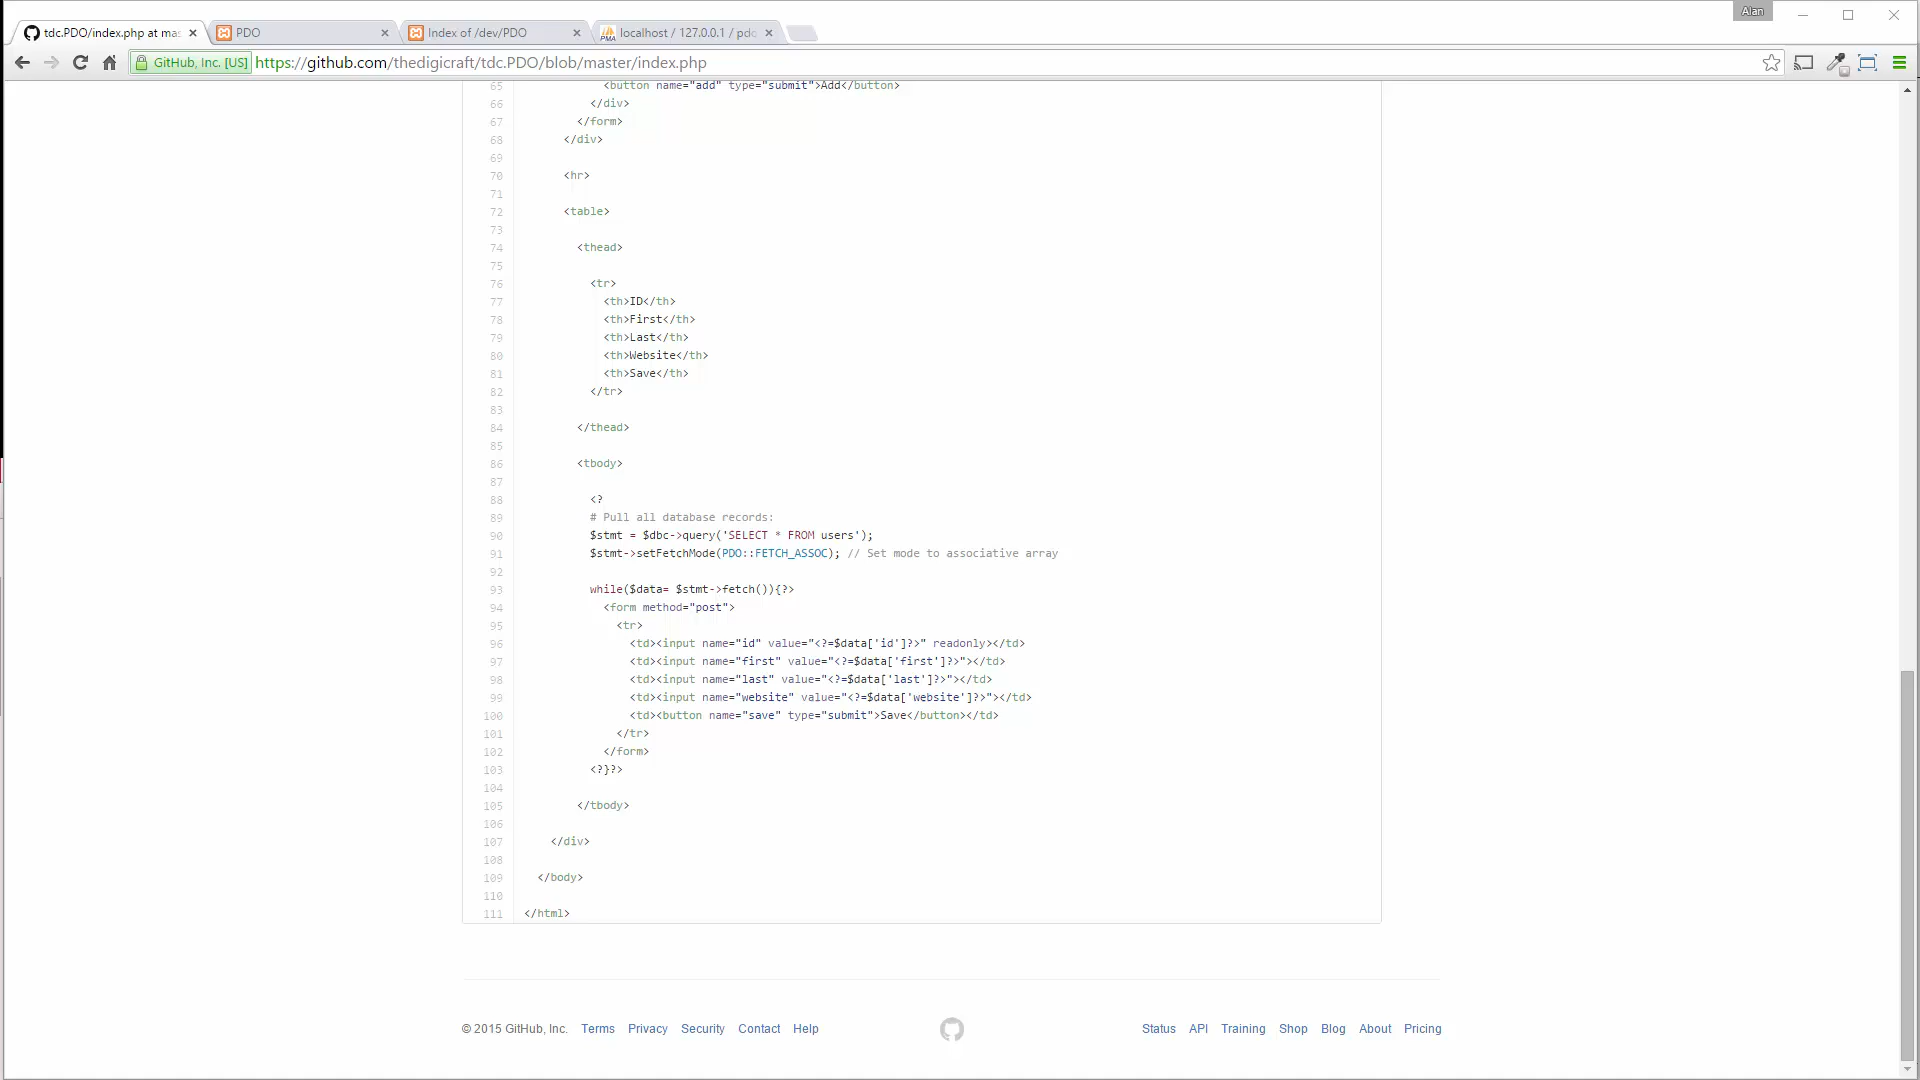 Alan
tdc.PDO/index.php at mas
PDO
Index of /dev/PDO
localhost / 127.0.0.1 / pdo
GitHub, Inc. [US]
https://github.com/thedigicraft/tdc.PDO/blob/master/index.php
65 <button name="add" type="submit">Add</button>
66 </div>
67 </form>
68 </div>
69
70 <hr>
71
72 <table>
73
74 <thead>
75
76 <tr>
77 <th>ID</th>
78 <th>First</th>
79 <th>Last</th>
80 <th>Website</th>
81 <th>Save</th>
82 </tr>
83
84 </thead>
85
86 <tbody>
87
88 <?
89 # Pull all database records:
90 $stmt = $dbc->query('SELECT * FROM users');
91 $stmt->setFetchMode(PDO::FETCH_ASSOC); // Set mode to associative array
92
93 while($data= $stmt->fetch()){?>
94 <form method="post">
95 <tr>
96 <td><input name="id" value="<?=$data['id']?>" readonly></td>
97 <td><input name="first" value="<?=$data['first']?>"></td>
98 <td><input name="last" value="<?=$data['last']?>"></td>
99 <td><input name="website" value="<?=$data['website']?>"></td>
100 <td><button name="save" type="submit">Save</button></td>
101 </tr>
102 </form>
103 <?}?>
104
105 </tbody>
106
107 </div>
108
109 </body>
110
111 </html>
© 2015 GitHub, Inc. Terms Privacy Security Contact Help
Status API Training Shop Blog About Pricing